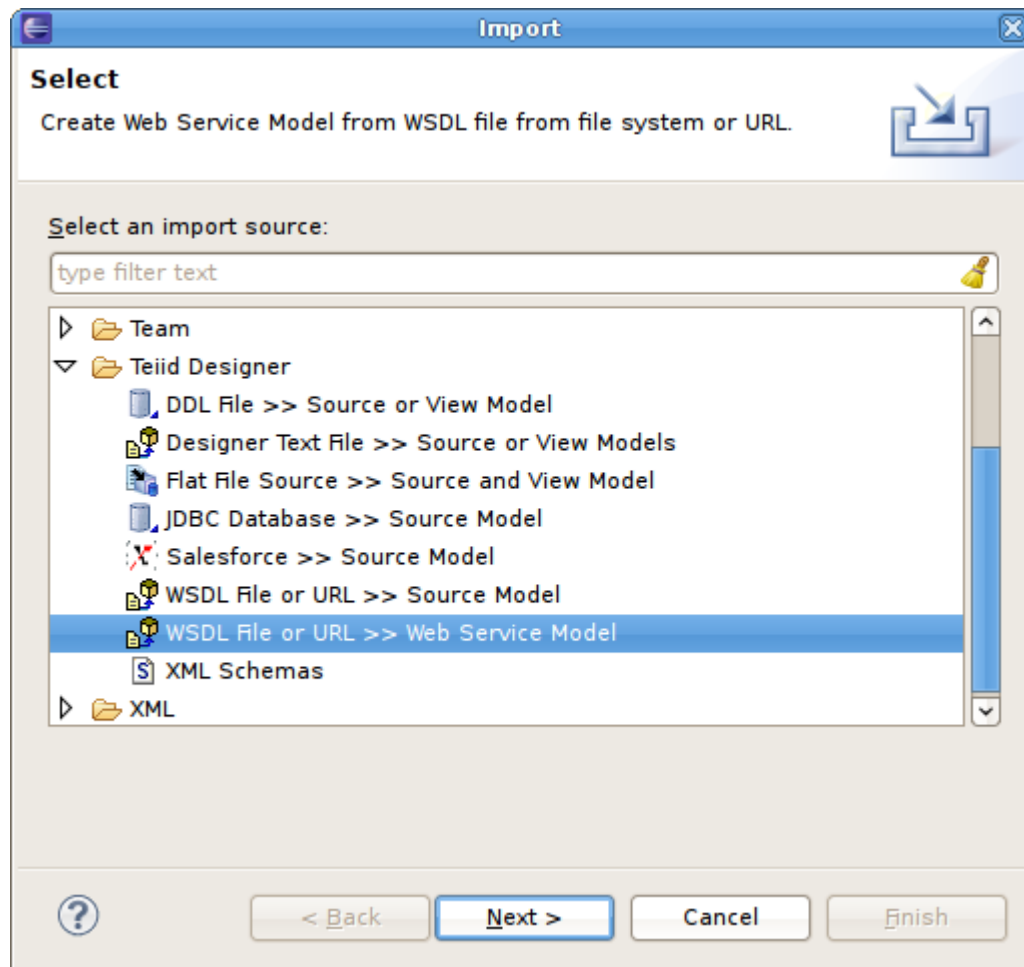 Import
Select
Create Web Service Model from WSDL file from file system or URL.
Select an import source:
type filter text
Team
Teiid Designer
DDL File >> Source or View Model
Designer Text File >> Source or View Models
Flat File Source >> Source and View Model
JDBC Database >> Source Model
Salesforce >> Source Model
WSDL File or URL >> Source Model
WSDL File or URL >> Web Service Model
XML Schemas
XML
< Back Next > Cancel Finish